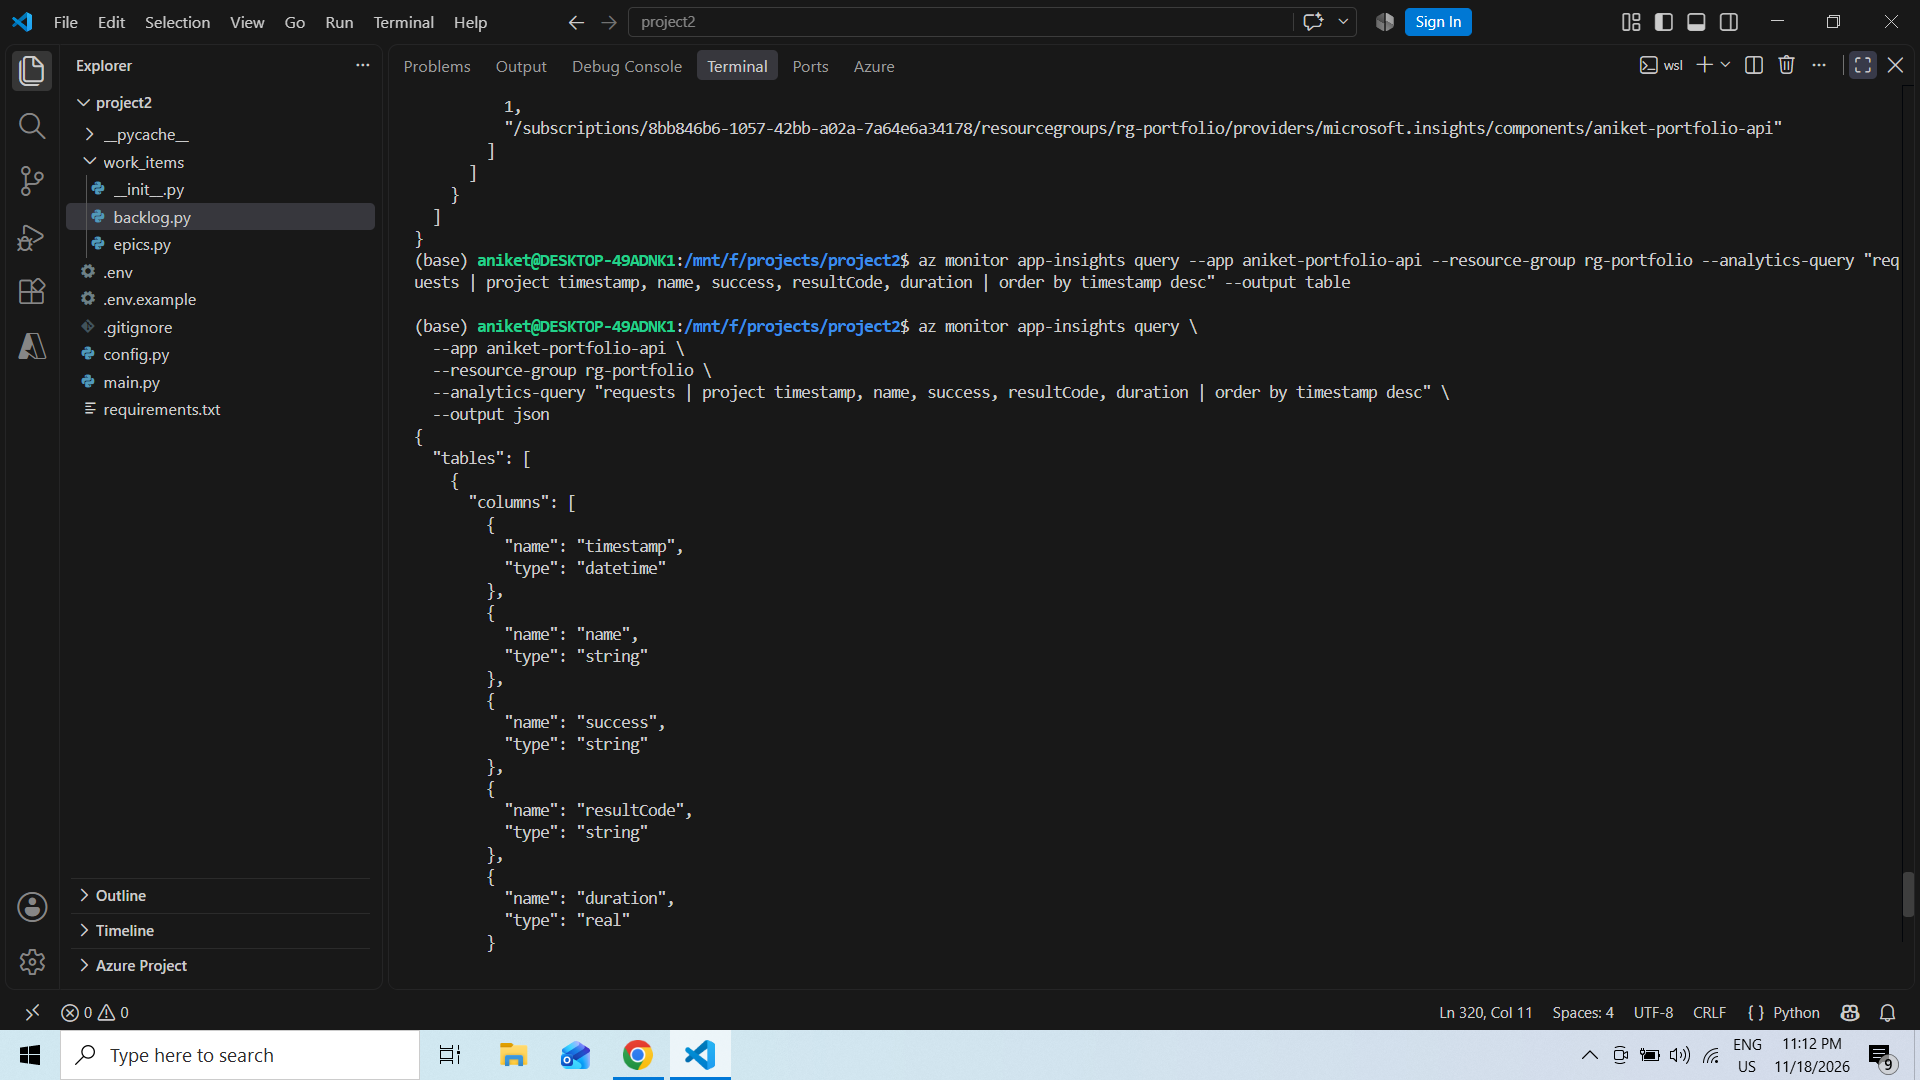 File Edit Selection View Go Run Terminal Help
project2
Sign In
Explorer
project2
__pycache__
work_items
__init__.py
backlog.py
epics.py
.env
.env.example
.gitignore
config.py
main.py
requirements.txt
Outline
Timeline
Azure Project
Problems Output Debug Console Terminal Ports Azure
wsl
1,
"/subscriptions/8bb846b6-1057-42bb-a02a-7a64e6a34178/resourcegroups/rg-portfolio/providers/microsoft.insights/components/aniket-portfolio-api"
]
]
}
]
}
(base) aniket@DESKTOP-49ADNK1:/mnt/f/projects/project2$ az monitor app-insights query --app aniket-portfolio-api --resource-group rg-portfolio --analytics-query "req
uests | project timestamp, name, success, resultCode, duration | order by timestamp desc" --output table
(base) aniket@DESKTOP-49ADNK1:/mnt/f/projects/project2$ az monitor app-insights query \
--app aniket-portfolio-api \
--resource-group rg-portfolio \
--analytics-query "requests | project timestamp, name, success, resultCode, duration | order by timestamp desc" \
--output json
{
"tables": [
{
"columns": [
{
"name": "timestamp",
"type": "datetime"
},
{
"name": "name",
"type": "string"
},
{
"name": "success",
"type": "string"
},
{
"name": "resultCode",
"type": "string"
},
{
"name": "duration",
"type": "real"
}
0 0
Ln 320, Col 11 Spaces: 4 UTF-8 CRLF { } Python
Type here to search
ENG
US
11:12 PM
11/18/2026
9